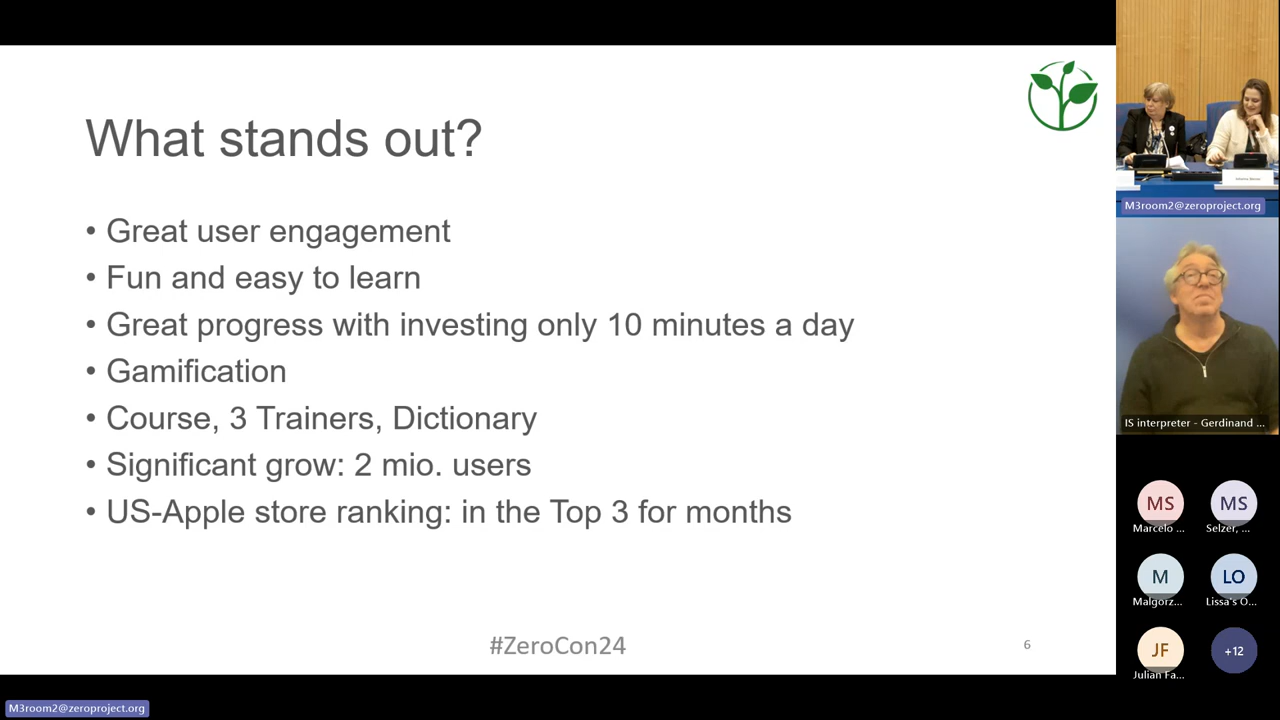 What stands out?
• Great user engagement
• Fun and easy to learn
• Great progress with investing only 10 minutes a day
• Gamification
• Course, 3 Trainers, Dictionary
• Significant grow: 2 mio. users
• US-Apple store ranking: in the Top 3 for months
#ZeroCon24
6
M3room2@zeroproject.org
M3room2@zeroproject.org
IS interpreter - Gerdinand ...
MS
MS
Marcelo ...
Selzer, ...
M
LO
Malgorz...
Lissa's O...
JF
+12
Julian Fa...